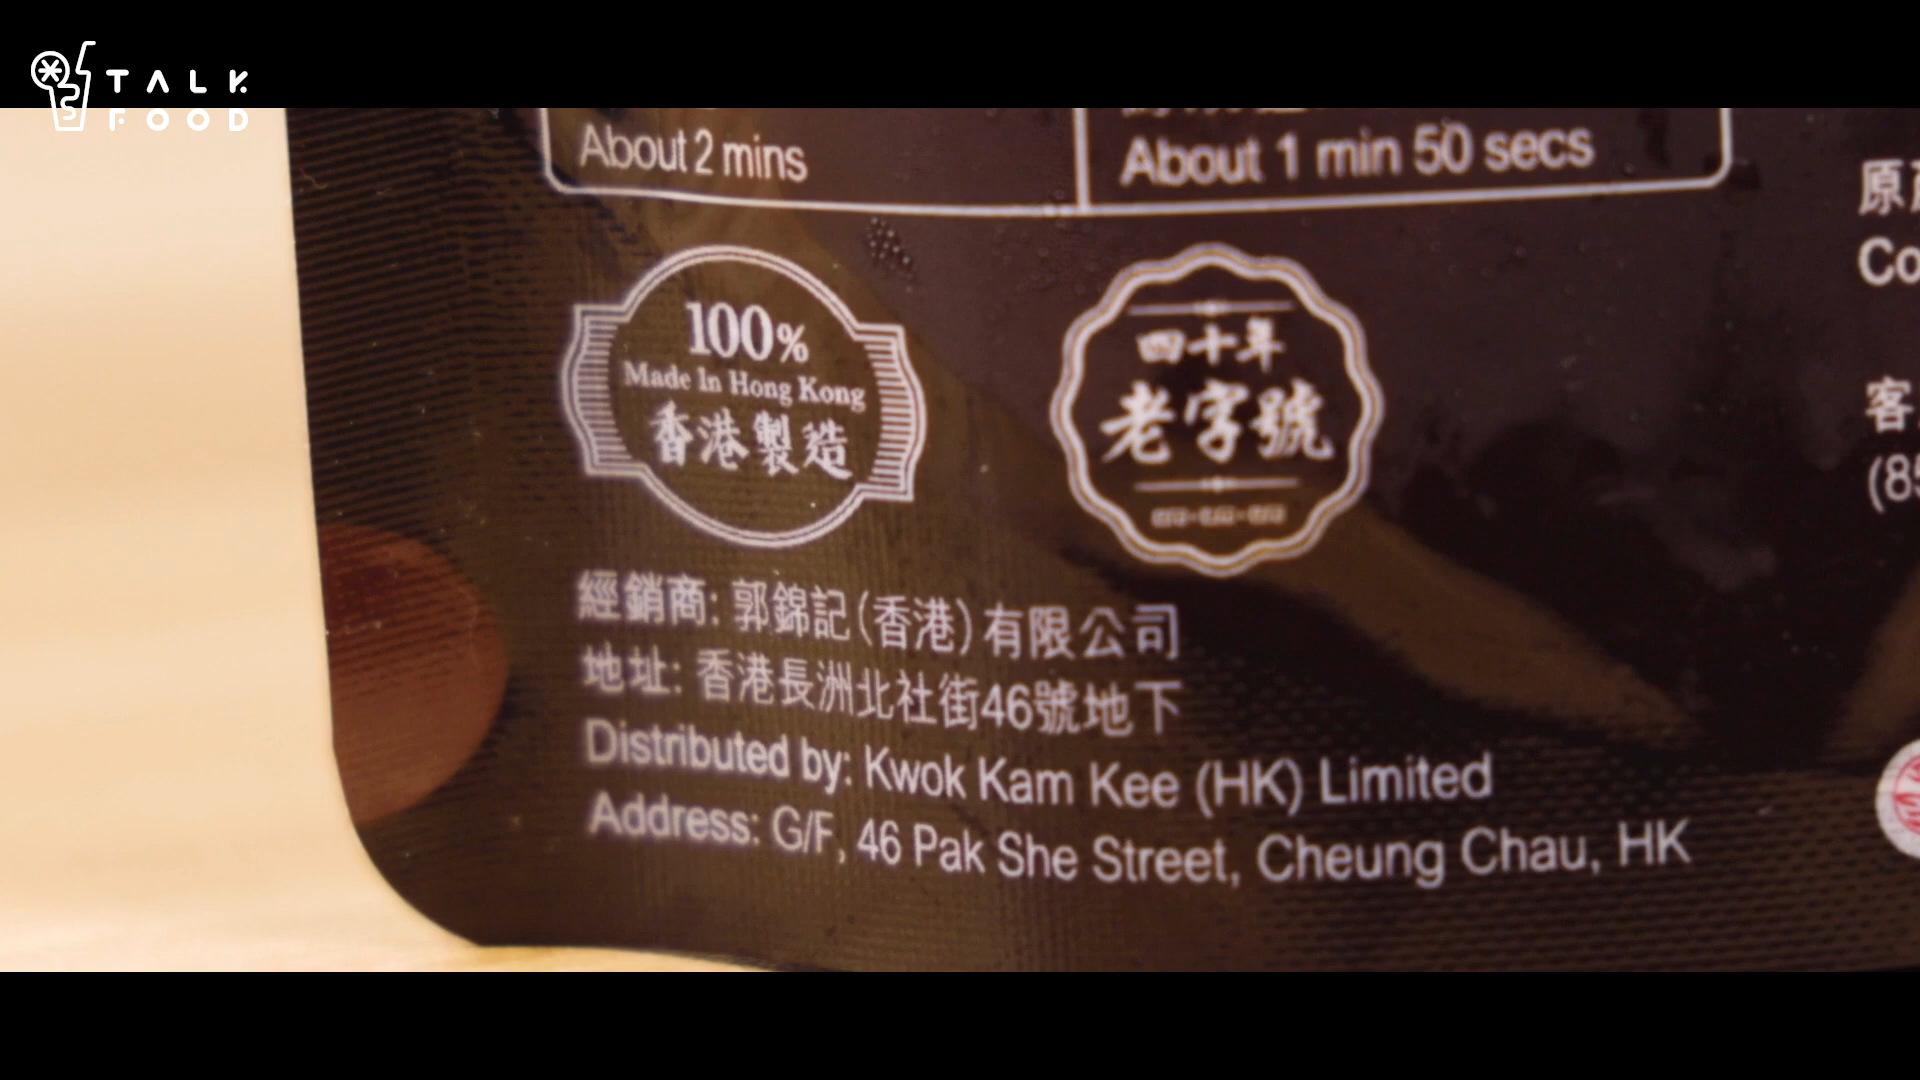 TALK
FOOD
About 2 mins
About 1 min 50 secs
100%
Made In Hong Kong
香港製造
四十年
老字號
原
Co
客
(85
經銷商: 郭錦記(香港)有限公司
地址: 香港長洲北社街46號地下
Distributed by: Kwok Kam Kee (HK) Limited
Address: G/F, 46 Pak She Street, Cheung Chau, HK